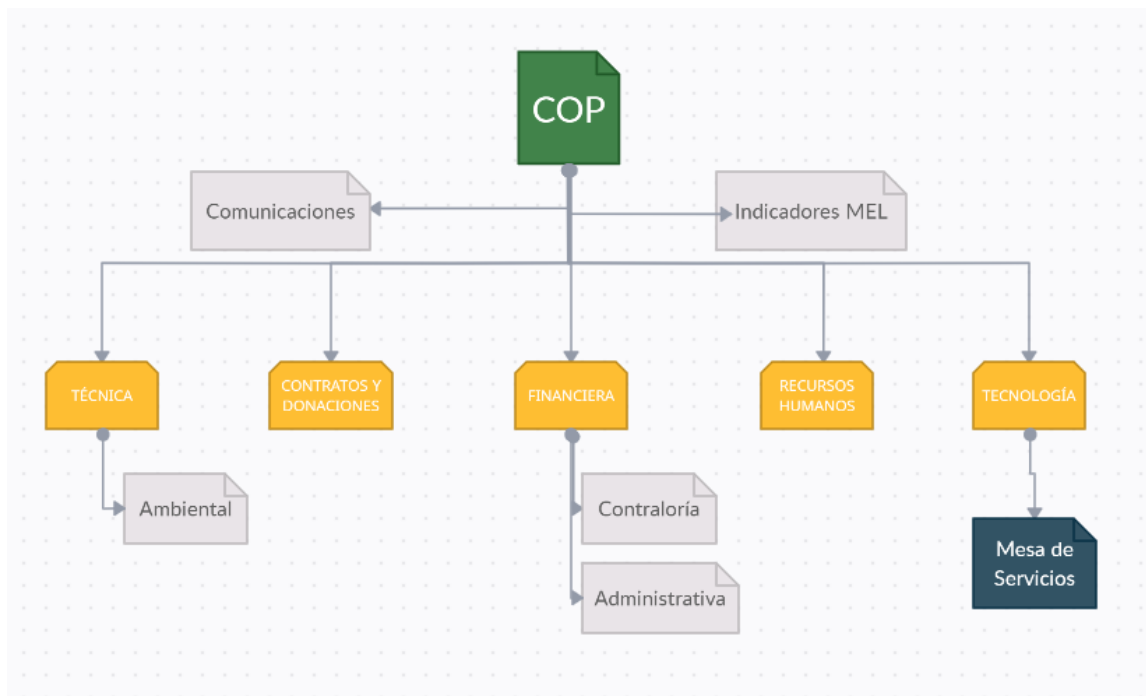 COP
Comunicaciones
Indicadores MEL
TÉCNICA
CONTRATOS Y
DONACIONES
FINANCIERA
RECURSOS
HUMANOS
TECNOLOGÍA
Ambiental
Contraloría
Mesa de
Servicios
Administrativa